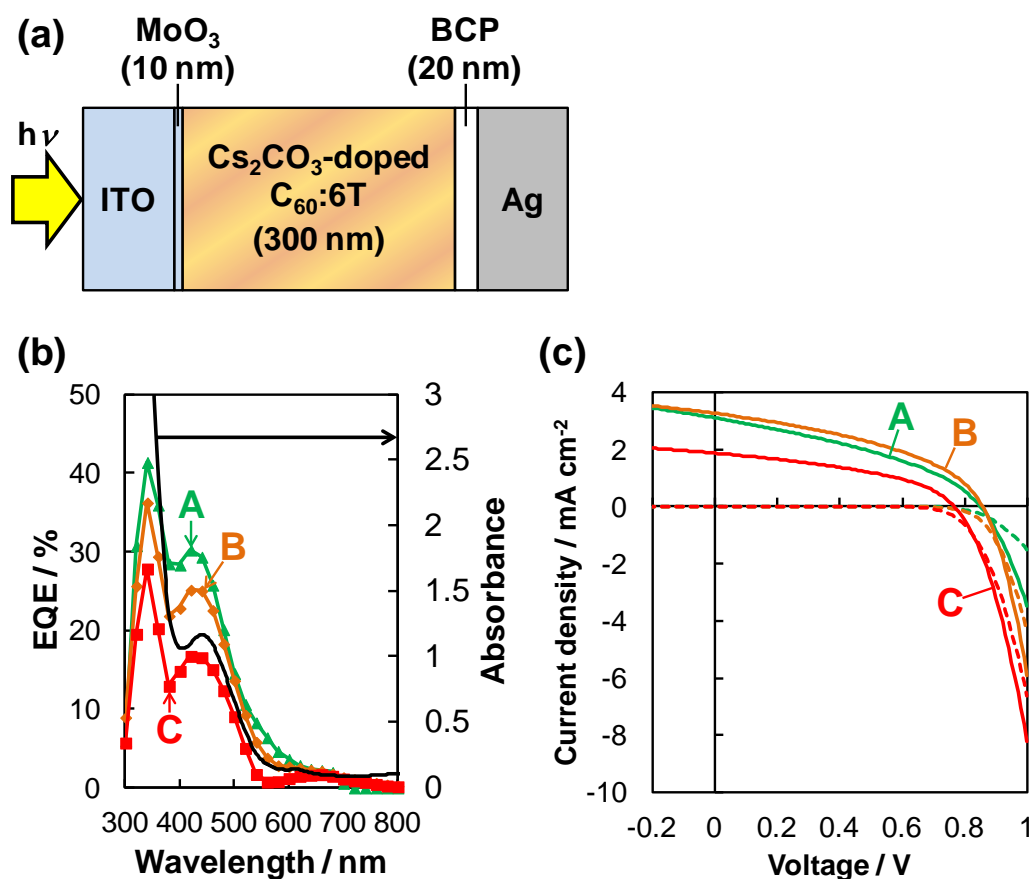 (a)
MoO₃
(10 nm)
BCP
(20 nm)
hν
ITO
Cs₂CO₃-doped
C₆₀:6T
(300 nm)
Ag
(b)
50
40
30
20
10
0
EQE / %
3
2.5
2
1.5
1
0.5
0
Absorbance
A
B
C
300 400 500 600 700 800
Wavelength / nm
(c)
4
2
0
-2
-4
-6
-8
-10
Current density / mA cm⁻²
A
B
C
-0.2 0 0.2 0.4 0.6 0.8 1
Voltage / V